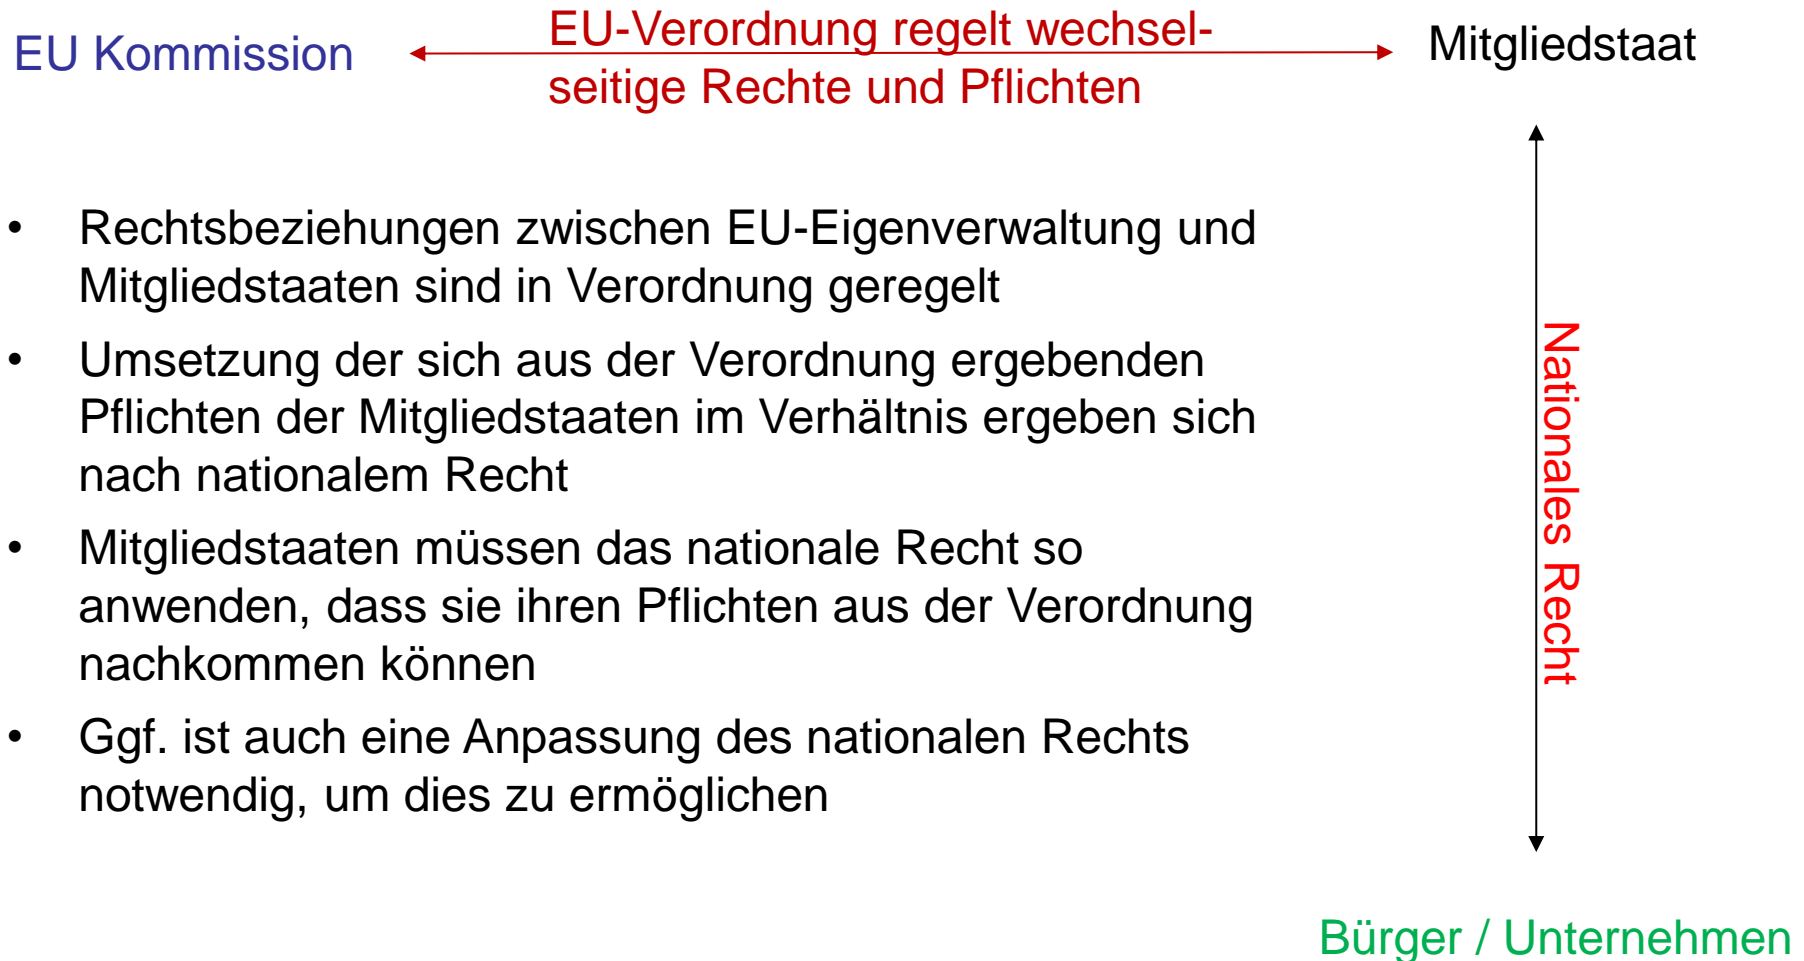 EU Kommission
EU-Verordnung regelt wechsel-
seitige Rechte und Pflichten
Mitgliedstaat
• Rechtsbeziehungen zwischen EU-Eigenverwaltung und
Mitgliedstaaten sind in Verordnung geregelt
• Umsetzung der sich aus der Verordnung ergebenden
Pflichten der Mitgliedstaaten im Verhältnis ergeben sich
nach nationalem Recht
• Mitgliedstaaten müssen das nationale Recht so
anwenden, dass sie ihren Pflichten aus der Verordnung
nachkommen können
• Ggf. ist auch eine Anpassung des nationalen Rechts
notwendig, um dies zu ermöglichen
Nationales Recht
Bürger / Unternehmen